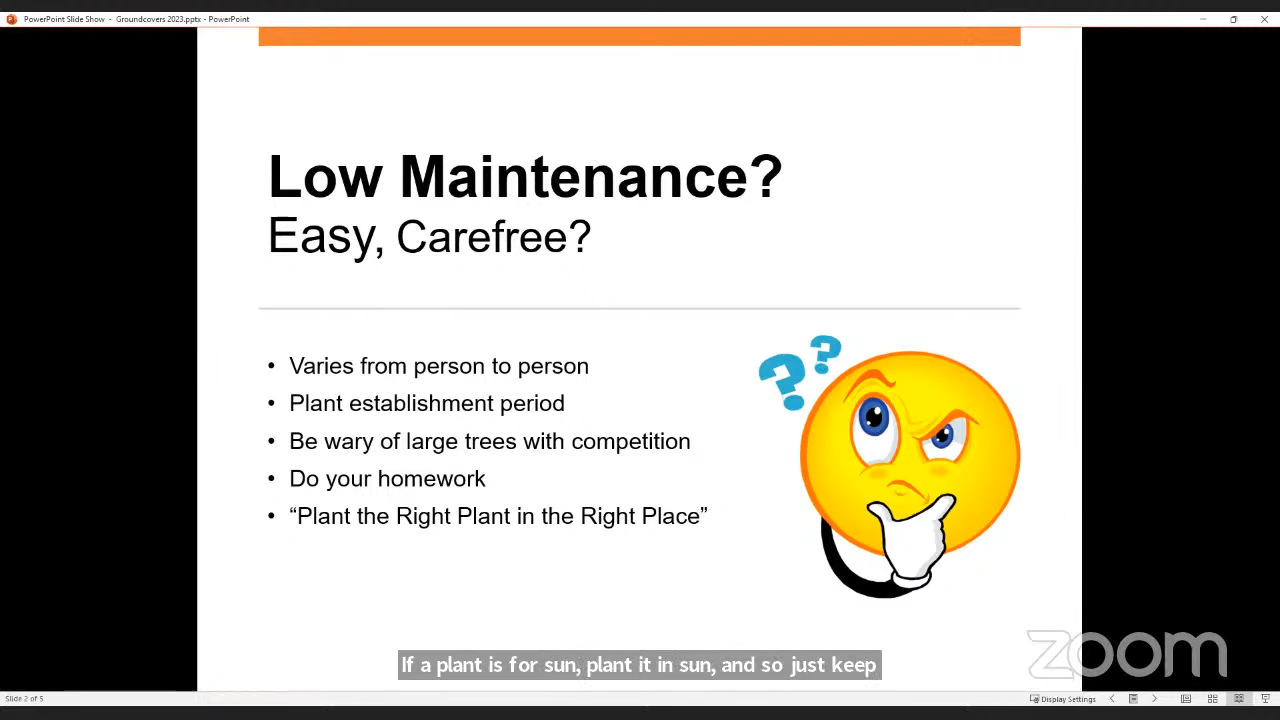 PowerPoint Slide Show - Groundcovers 2023.pptx - PowerPoint
Low Maintenance?
Easy, Carefree?
• Varies from person to person
• Plant establishment period
• Be wary of large trees with competition
• Do your homework
• “Plant the Right Plant in the Right Place”
? ?
If a plant is for sun, plant it in sun, and so just keep
zoom
Slide 2 of 5
Display Settings